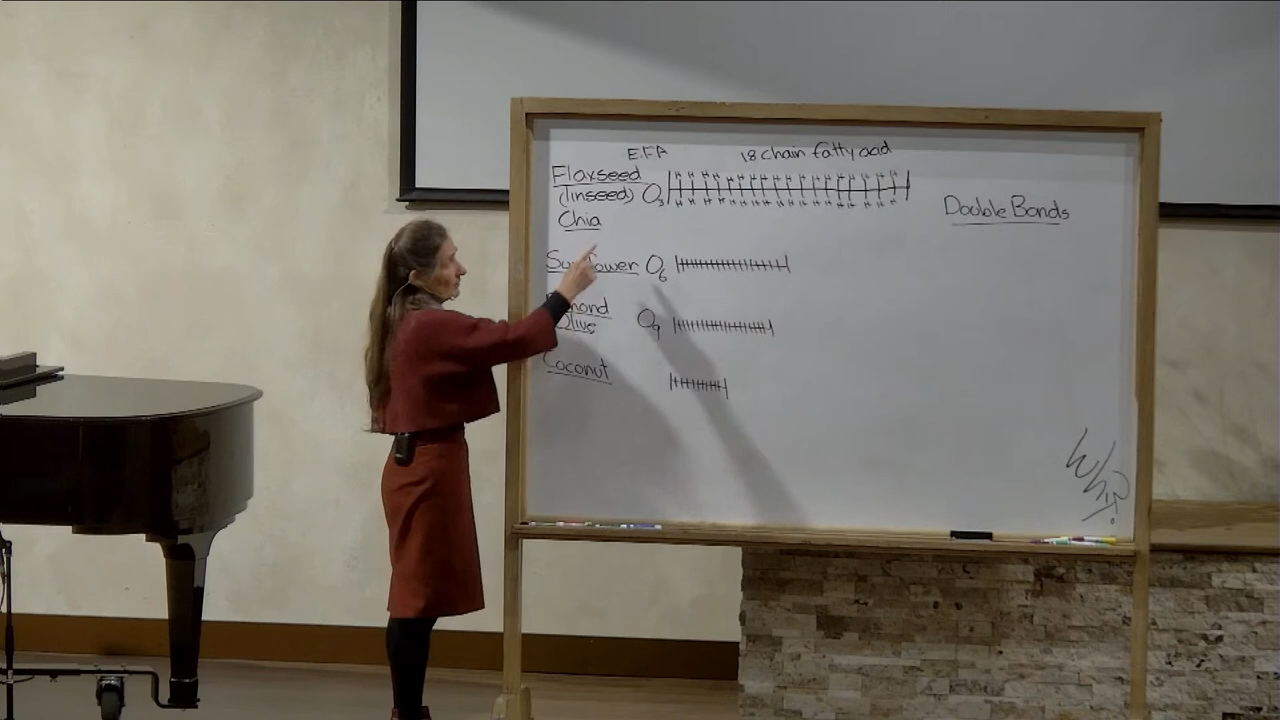 E.F.A 18 chain fatty acid
Flaxseed
(linseed) O3
Chia
Double Bonds
Sunflower O6
Almond
Olive O9
Coconut
Why?